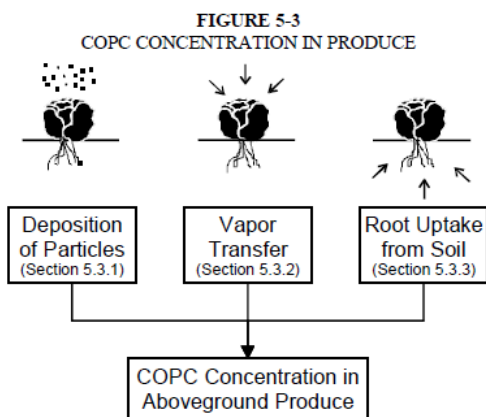 FIGURE 5-3
COPC CONCENTRATION IN PRODUCE
Deposition
of Particles
(Section 5.3.1)
Vapor
Transfer
(Section 5.3.2)
Root Uptake
from Soil
(Section 5.3.3)
COPC Concentration in
Aboveground Produce